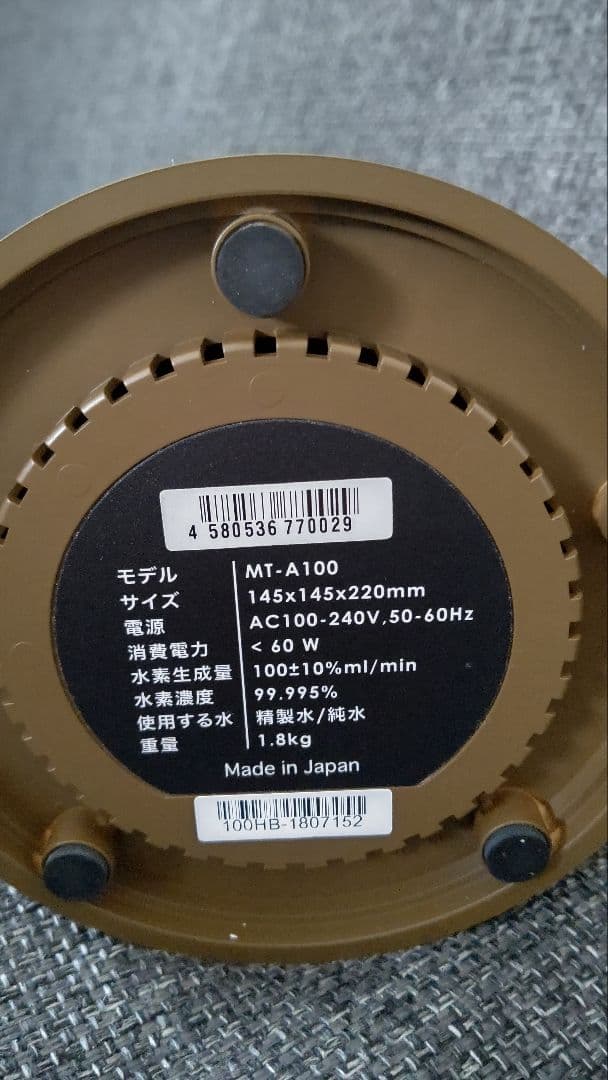 4 580536 770029
モデル MT-A100
サイズ 145x145x220mm
電源 AC100-240V,50-60Hz
消費電力 < 60 W
水素生成量 100±10%ml/min
水素濃度 99.995%
使用する水 精製水/純水
重量 1.8kg
Made in Japan
100HB-1807152